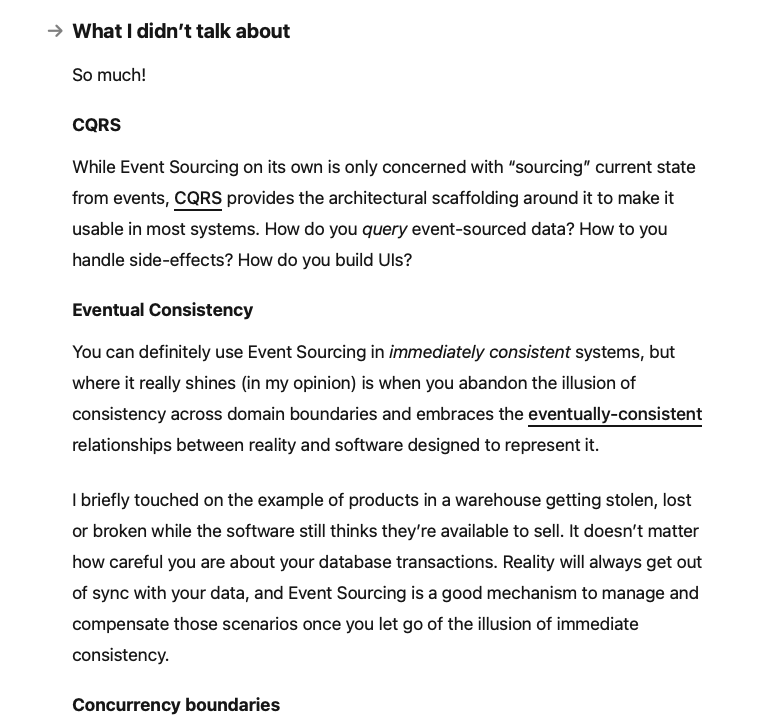 → What I didn’t talk about
So much!
CQRS
While Event Sourcing on its own is only concerned with “sourcing” current state
from events, CQRS provides the architectural scaffolding around it to make it
usable in most systems. How do you query event-sourced data? How to you
handle side-effects? How do you build UIs?
Eventual Consistency
You can definitely use Event Sourcing in immediately consistent systems, but
where it really shines (in my opinion) is when you abandon the illusion of
consistency across domain boundaries and embraces the eventually-consistent
relationships between reality and software designed to represent it.
I briefly touched on the example of products in a warehouse getting stolen, lost
or broken while the software still thinks they’re available to sell. It doesn’t matter
how careful you are about your database transactions. Reality will always get out
of sync with your data, and Event Sourcing is a good mechanism to manage and
compensate those scenarios once you let go of the illusion of immediate
consistency.
Concurrency boundaries